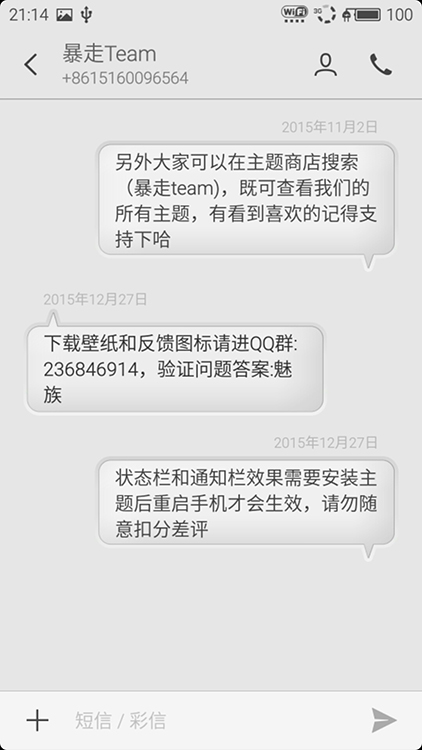 21:14 WiFi 3G 100
暴走Team
+8615160096564
2015年11月2日
另外大家可以在主题商店搜索
（暴走team)，既可查看我们的
所有主题，有看到喜欢的记得支
持下哈
2015年12月27日
下载壁纸和反馈图标请进QQ群:
236846914，验证问题答案:魅
族
2015年12月27日
状态栏和通知栏效果需要安装主
题后重启手机才会生效，请勿随
意扣分差评
短信 / 彩信